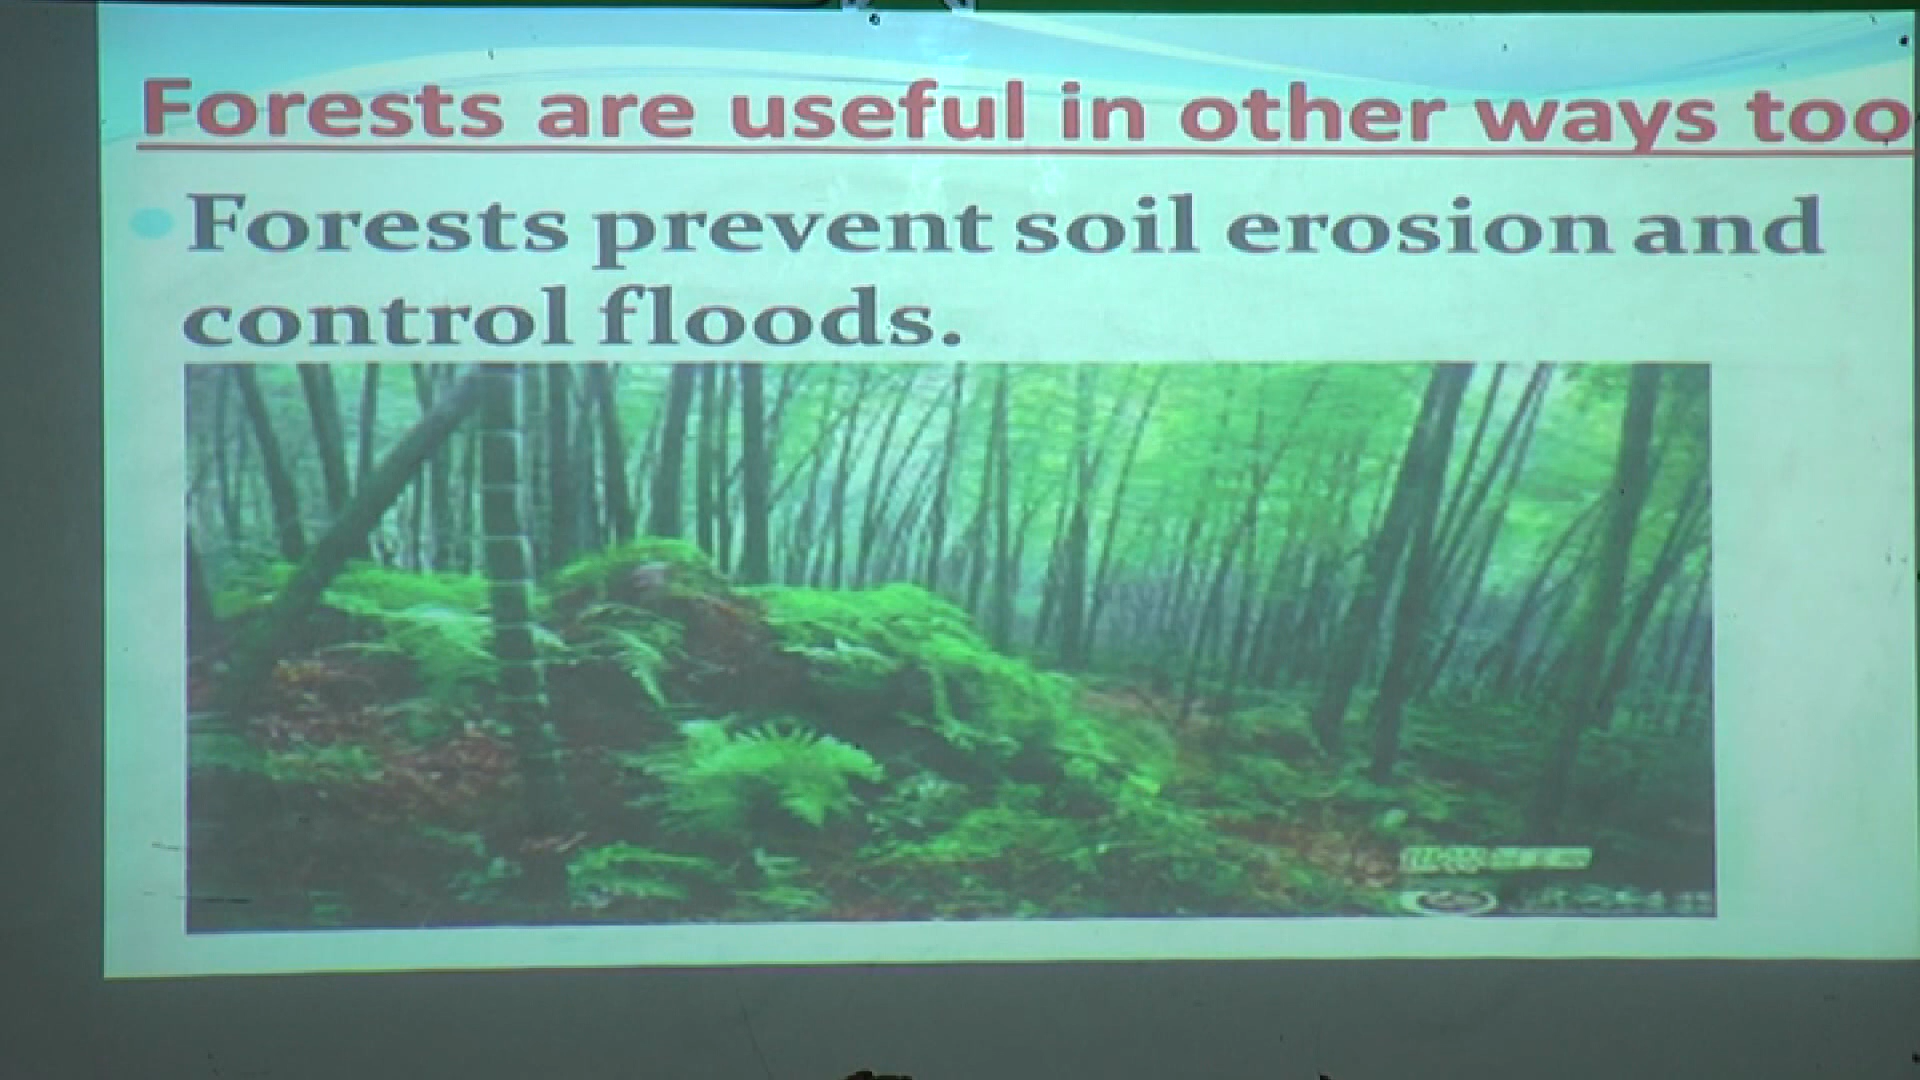 Forests are useful in other ways too
Forests prevent soil erosion and
control floods.